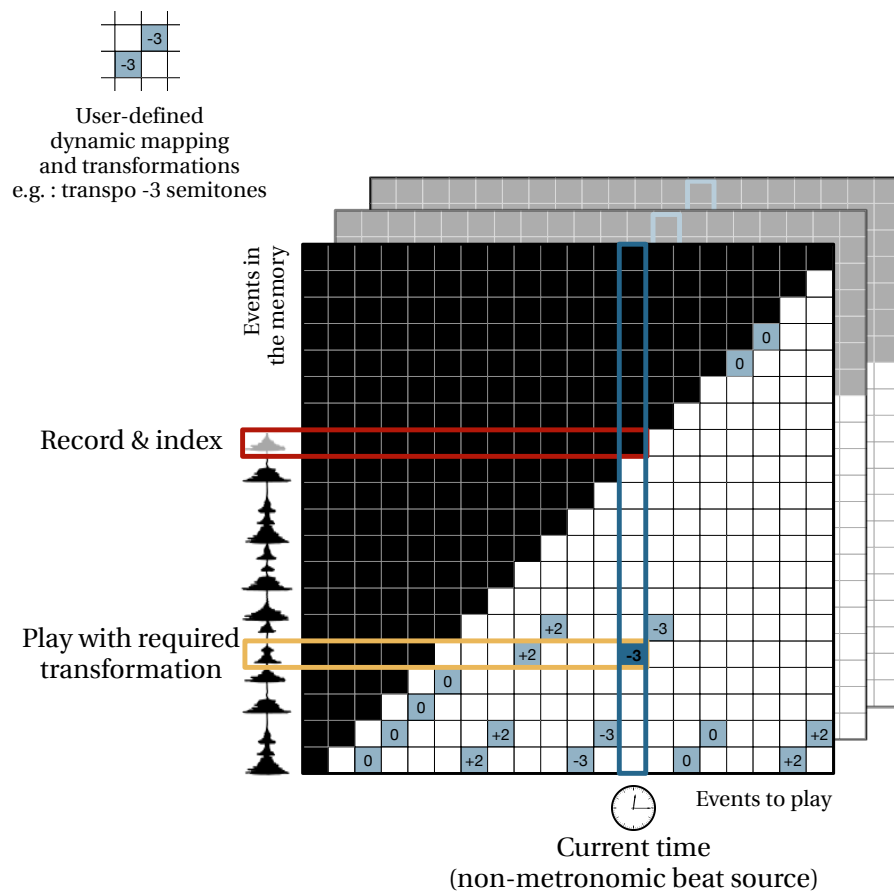 -3
-3
User-defined
dynamic mapping
and transformations
e.g. : transpo -3 semitones
Events in
the memory
0
0
Record & index
+2 -3
Play with required
transformation
+2 -3
0
0
0 +2 -3 0 +2
0 +2 -3 0 +2
Events to play
Current time
(non-metronomic beat source)